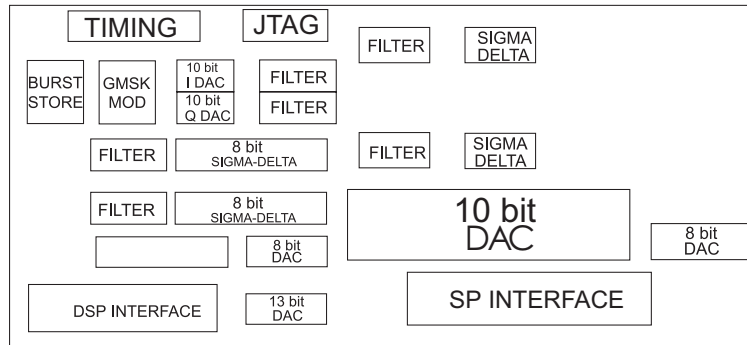 TIMING
JTAG
FILTER
SIGMA
DELTA
BURST
STORE
GMSK
MOD
10 bit
I DAC
10 bit
Q DAC
FILTER
FILTER
FILTER
8 bit
SIGMA-DELTA
FILTER
SIGMA
DELTA
FILTER
8 bit
SIGMA-DELTA
10 bit
DAC
8 bit
DAC
8 bit
DAC
DSP INTERFACE
13 bit
DAC
SP INTERFACE